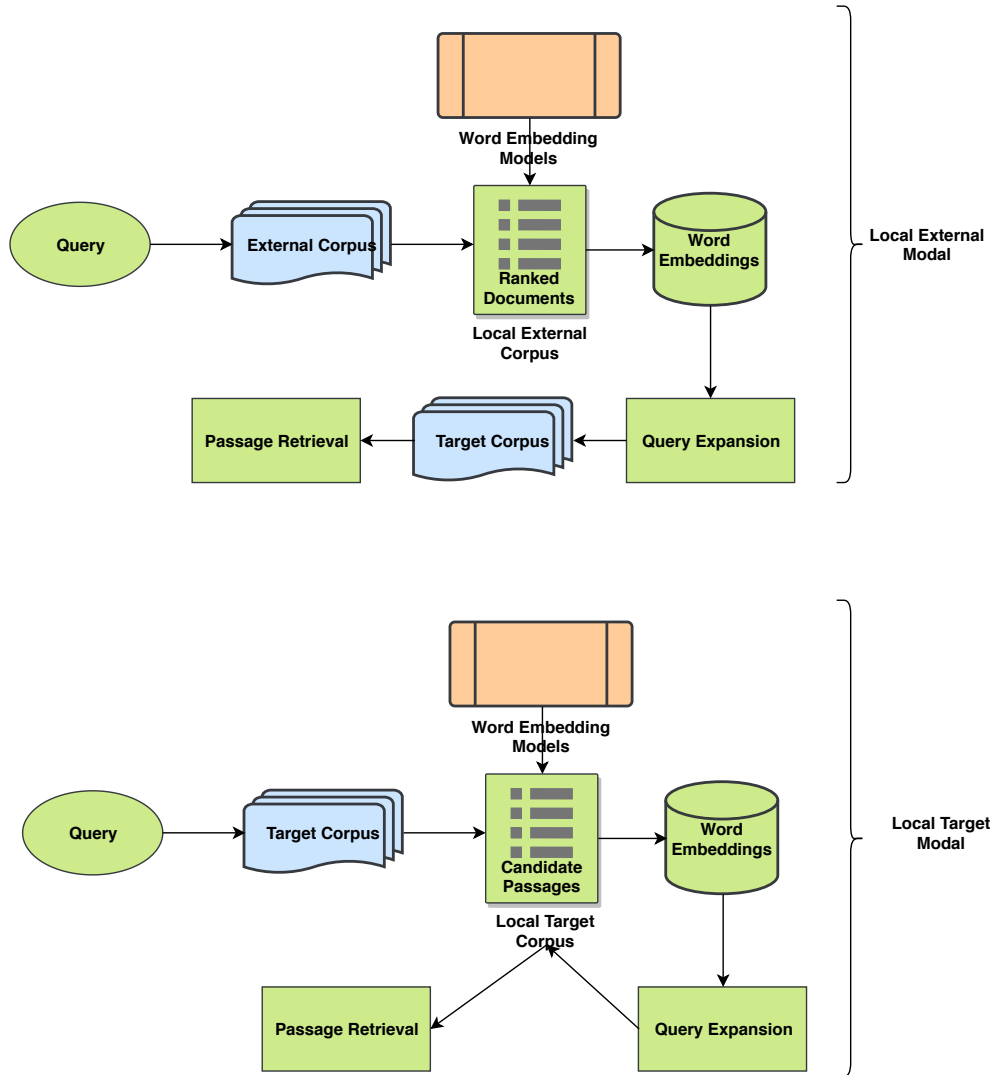 Word Embedding
Models
Query
External Corpus
Ranked
Documents
Word
Embeddings
Local External
Modal
Local External
Corpus
Passage Retrieval
Target Corpus
Query Expansion
Word Embedding
Models
Query
Target Corpus
Candidate
Passages
Word
Embeddings
Local Target
Modal
Local Target
Corpus
Passage Retrieval
Query Expansion